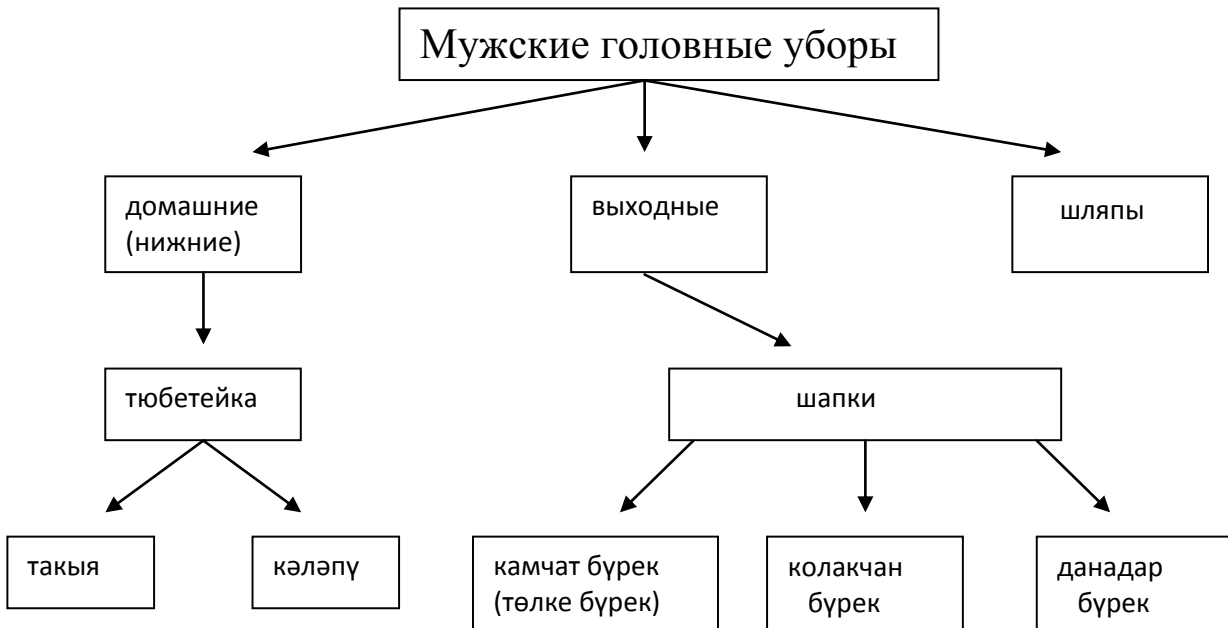 Мужские головные уборы
домашние
(нижние)
выходные
шляпы
тюбетейка
шапки
такыя
кәләпү
камчат бүрек
(төлке бүрек)
колакчан
бүрек
данадар
бүрек